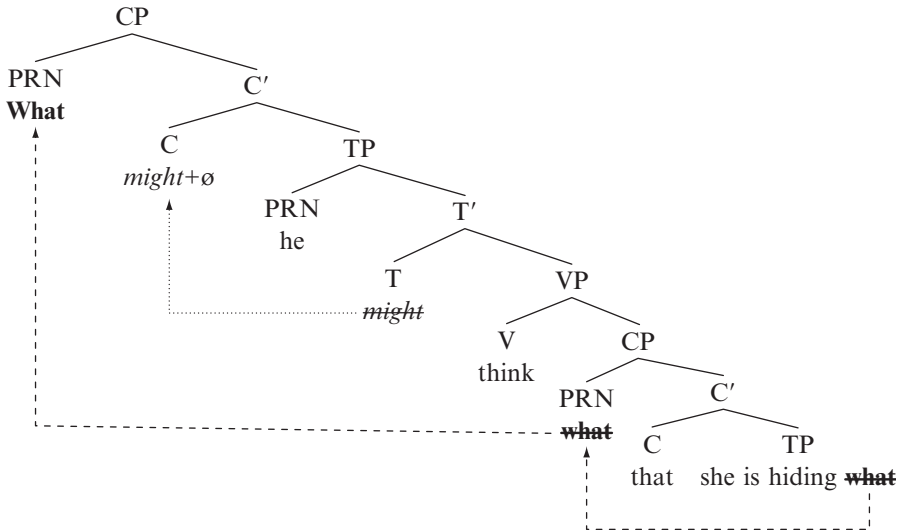 CP
PRN
What
C′
C
might+ø
TP
PRN
he
T′
T
might
VP
V
think
CP
PRN
what
C′
C
that
TP
she is hiding what